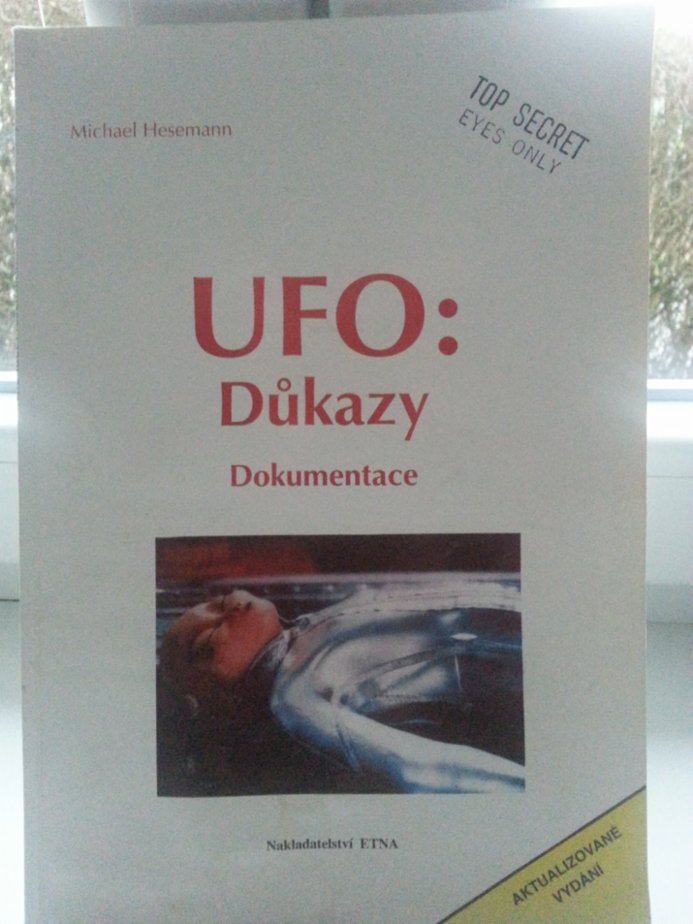 Michael Hesemann
TOP SECRET
EYES ONLY
UFO:
Důkazy
Dokumentace
Nakladatelství ETNA
AKTUALIZOVANÉ
VYDÁNÍ